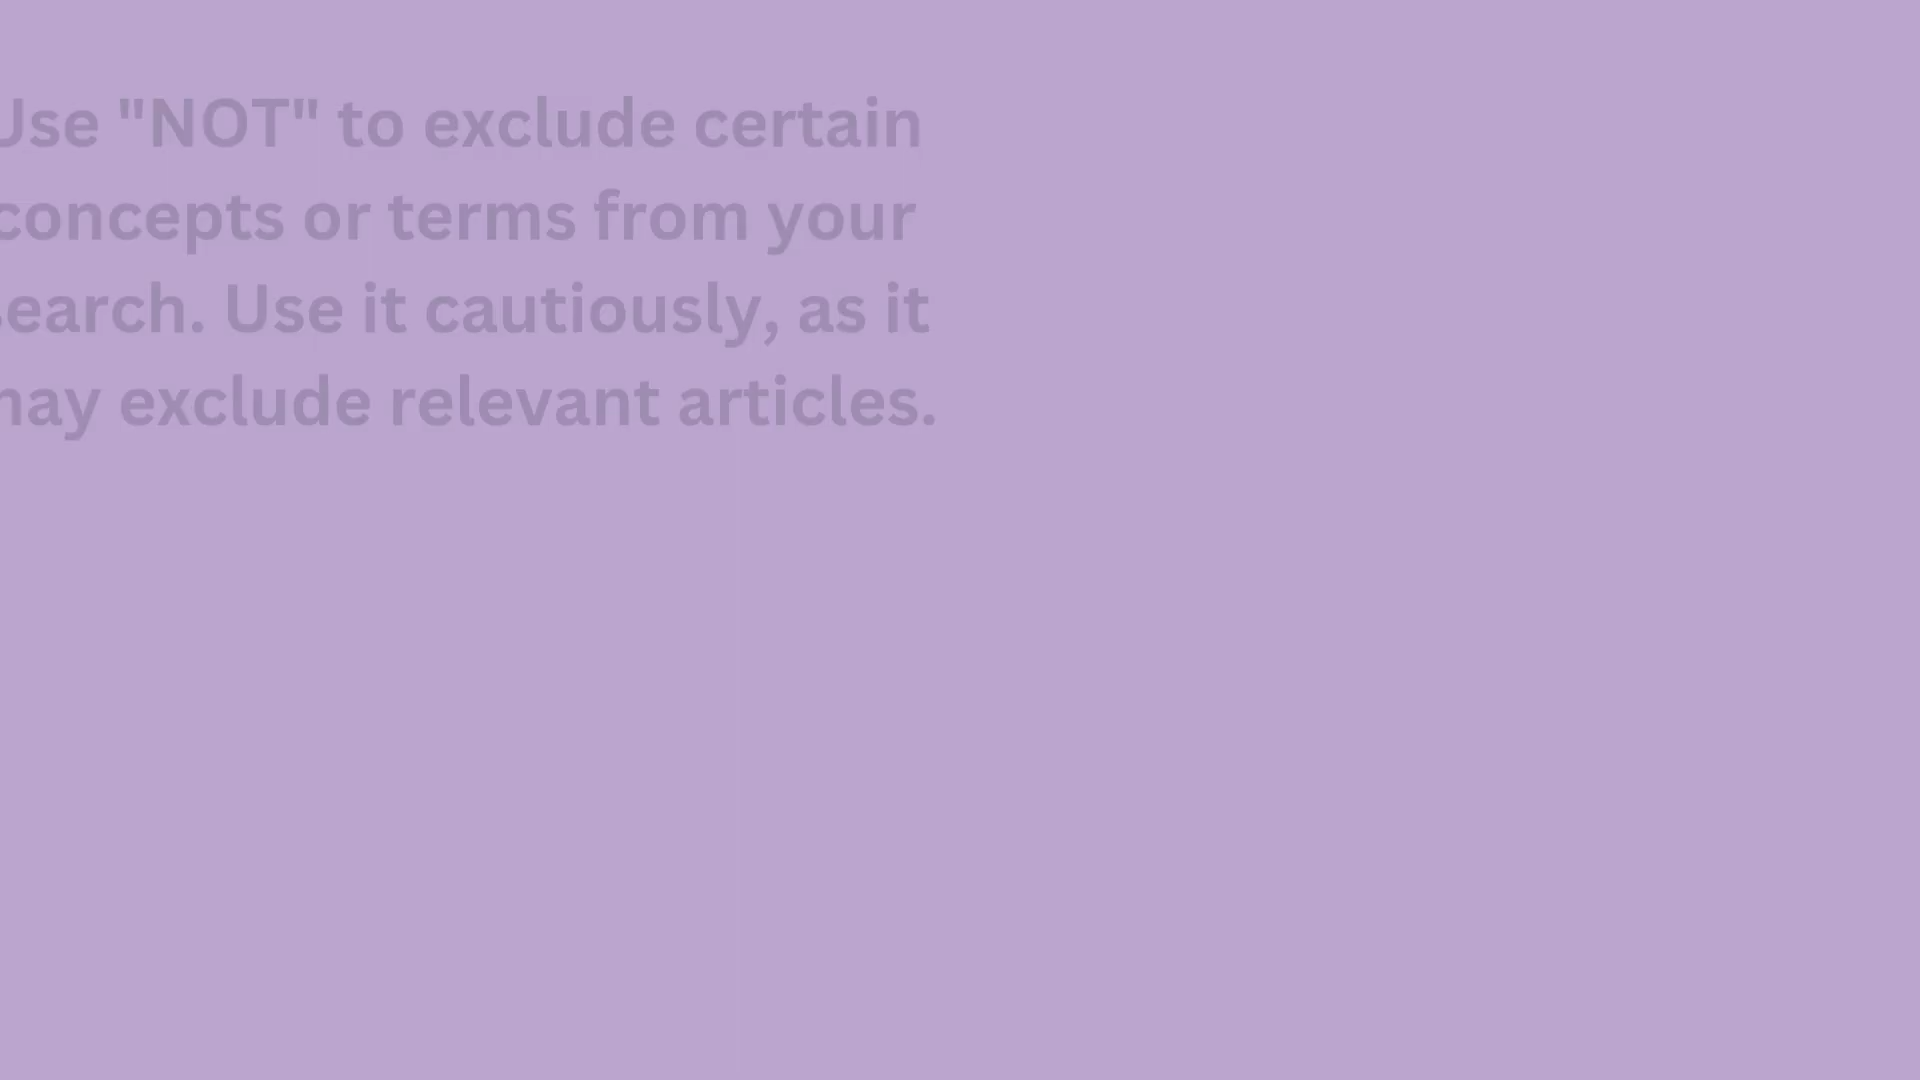 Use "NOT" to exclude certain
concepts or terms from your
search. Use it cautiously, as it
may exclude relevant articles.